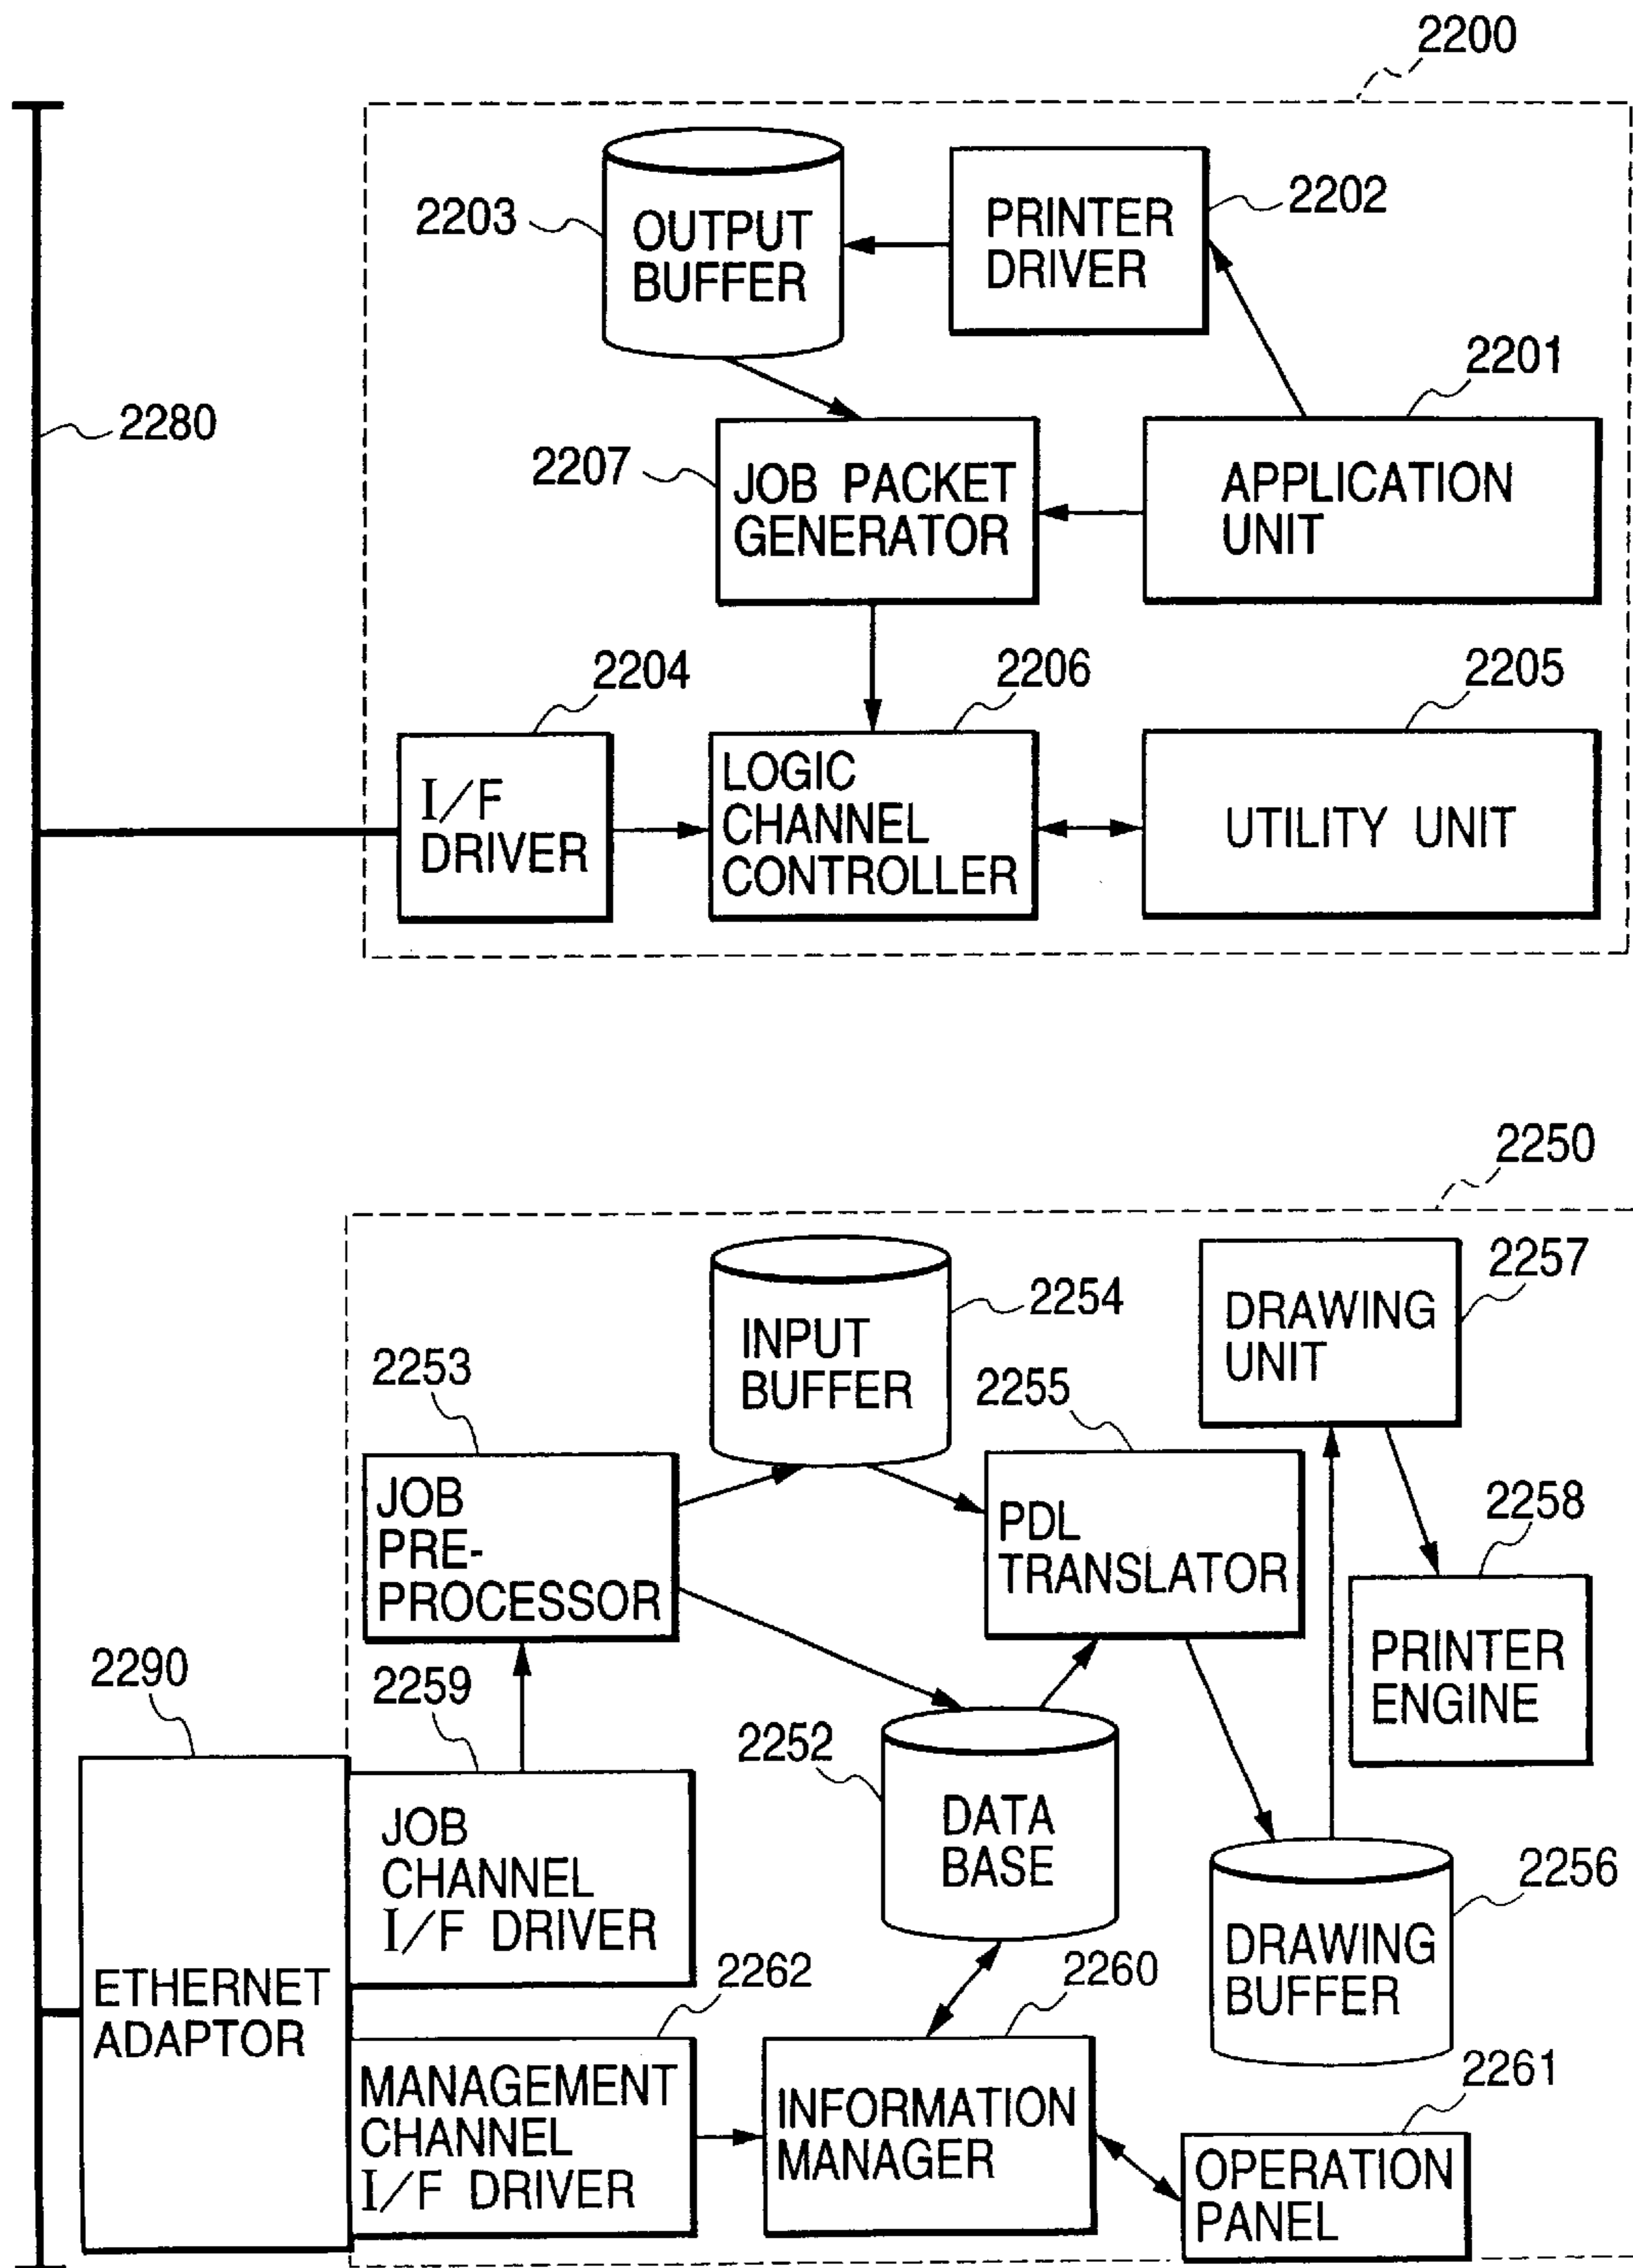 2200
2203
OUTPUT
BUFFER
PRINTER
DRIVER
2202
2201
2280
2207
JOB PACKET
GENERATOR
APPLICATION
UNIT
2204
2206
2205
I/F
DRIVER
LOGIC
CHANNEL
CONTROLLER
UTILITY UNIT
2250
2257
2254
INPUT
BUFFER
DRAWING
UNIT
2253
2255
JOB
PRE-
PROCESSOR
PDL
TRANSLATOR
2258
PRINTER
ENGINE
2290
2259
2252
DATA
BASE
JOB
CHANNEL
I/F DRIVER
2256
DRAWING
BUFFER
ETHERNET
ADAPTOR
2262
2260
MANAGEMENT
CHANNEL
I/F DRIVER
INFORMATION
MANAGER
2261
OPERATION
PANEL